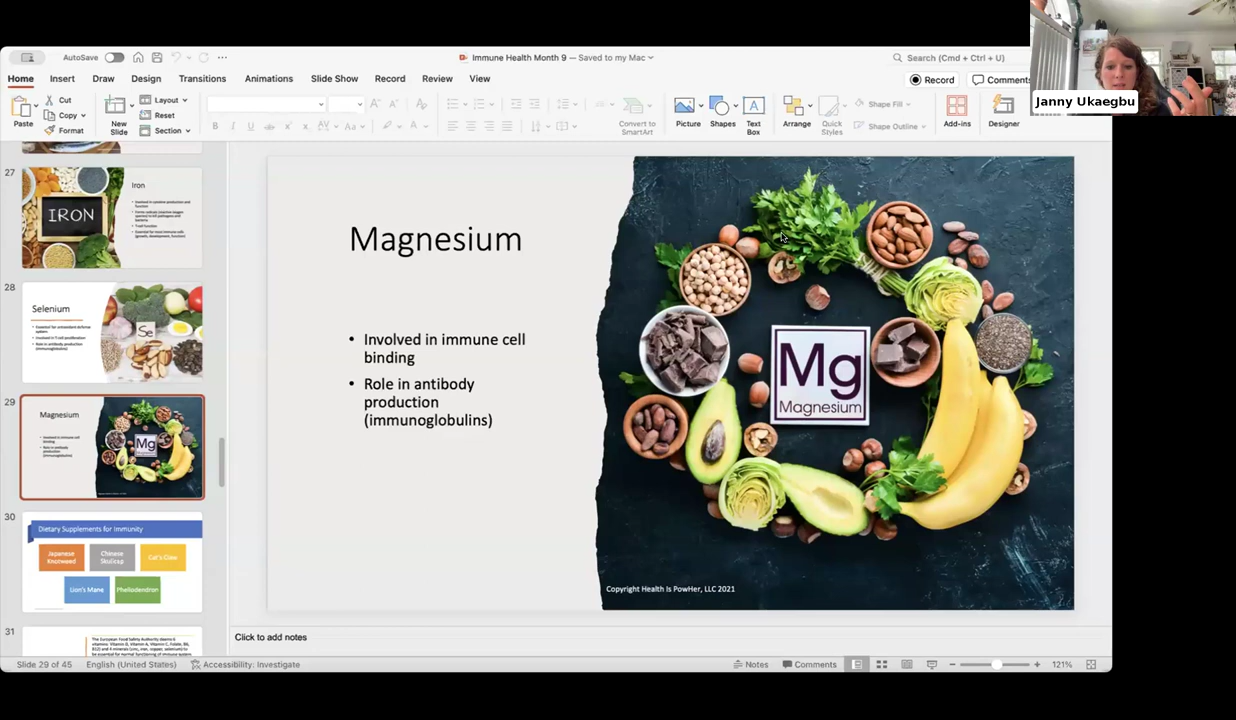 AutoSave
Immune Health Month 9 — Saved to my Mac
Search (Cmd + Ctrl + U)
Home Insert Draw Design Transitions Animations Slide Show Record Review View
Record
Comments
Janny Ukaegbu
Paste
Cut
Copy
Format
New Slide
Layout
Reset
Section
Convert to SmartArt
Picture
Shapes
Text Box
Arrange
Quick Styles
Shape Fill
Shape Outline
Add-ins
Designer
27
IRON
Iron
28
Selenium
Se
29
Magnesium
Mg
30
Dietary Supplements for Immunity
Japanese Knotweed
Chinese Skullcap
Cat's Claw
Lion's Mane
Phellodendron
31
Magnesium
• Involved in immune cell
binding
• Role in antibody
production
(immunoglobulins)
Mg
Magnesium
Copyright Health Is PowHer, LLC 2021
Click to add notes
Slide 29 of 45
English (United States)
Accessibility: Investigate
Notes
Comments
121%